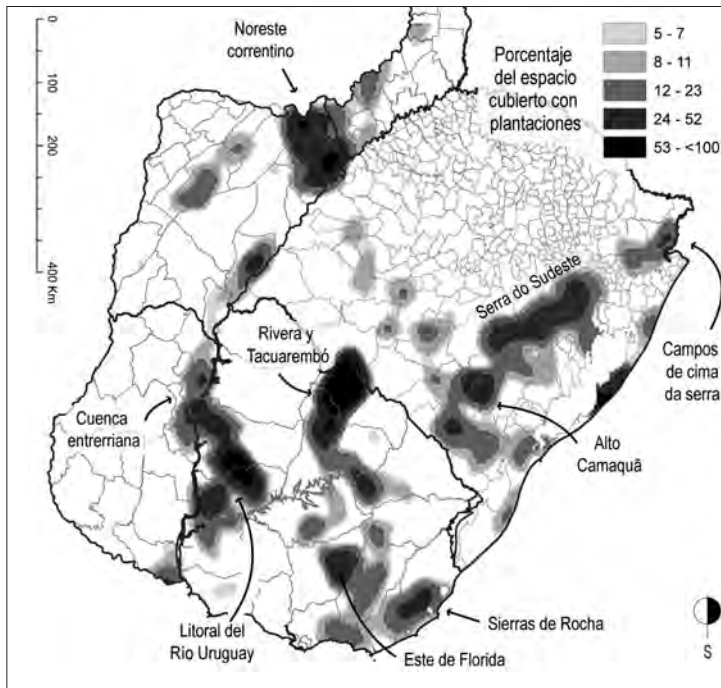 0
100
200
400 Km
Noreste
correntino
Porcentaje
del espacio
cubierto con
plantaciones
5 - 7
8 - 11
12 - 23
24 - 52
53 - <100
Serra do Sudeste
Rivera y
Tacuarembó
Campos
de cima
da serra
Cuenca
entrerriana
Alto
Camaquã
Litoral del
Rio Uruguay
Este de Florida
Sierras de Rocha
S